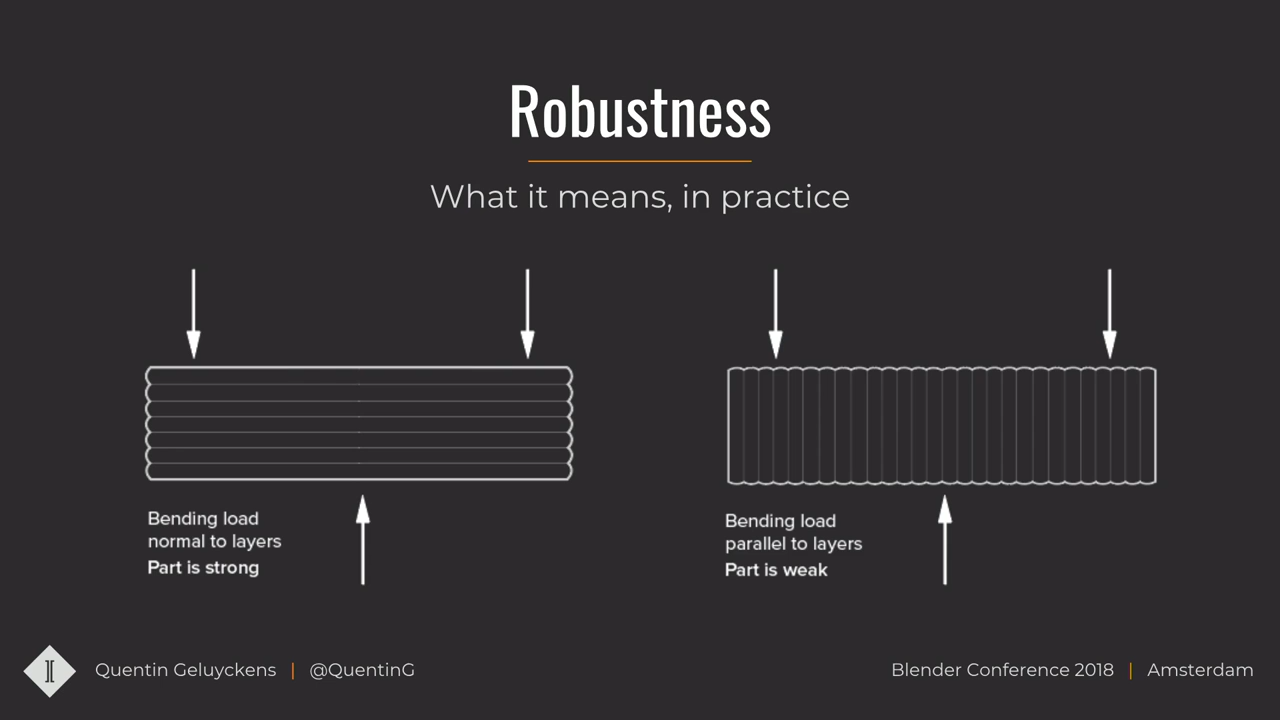 Robustness
What it means, in practice
Bending load
normal to layers
Part is strong
Bending load
parallel to layers
Part is weak
Quentin Geluyckens | @QuentinG
Blender Conference 2018 | Amsterdam